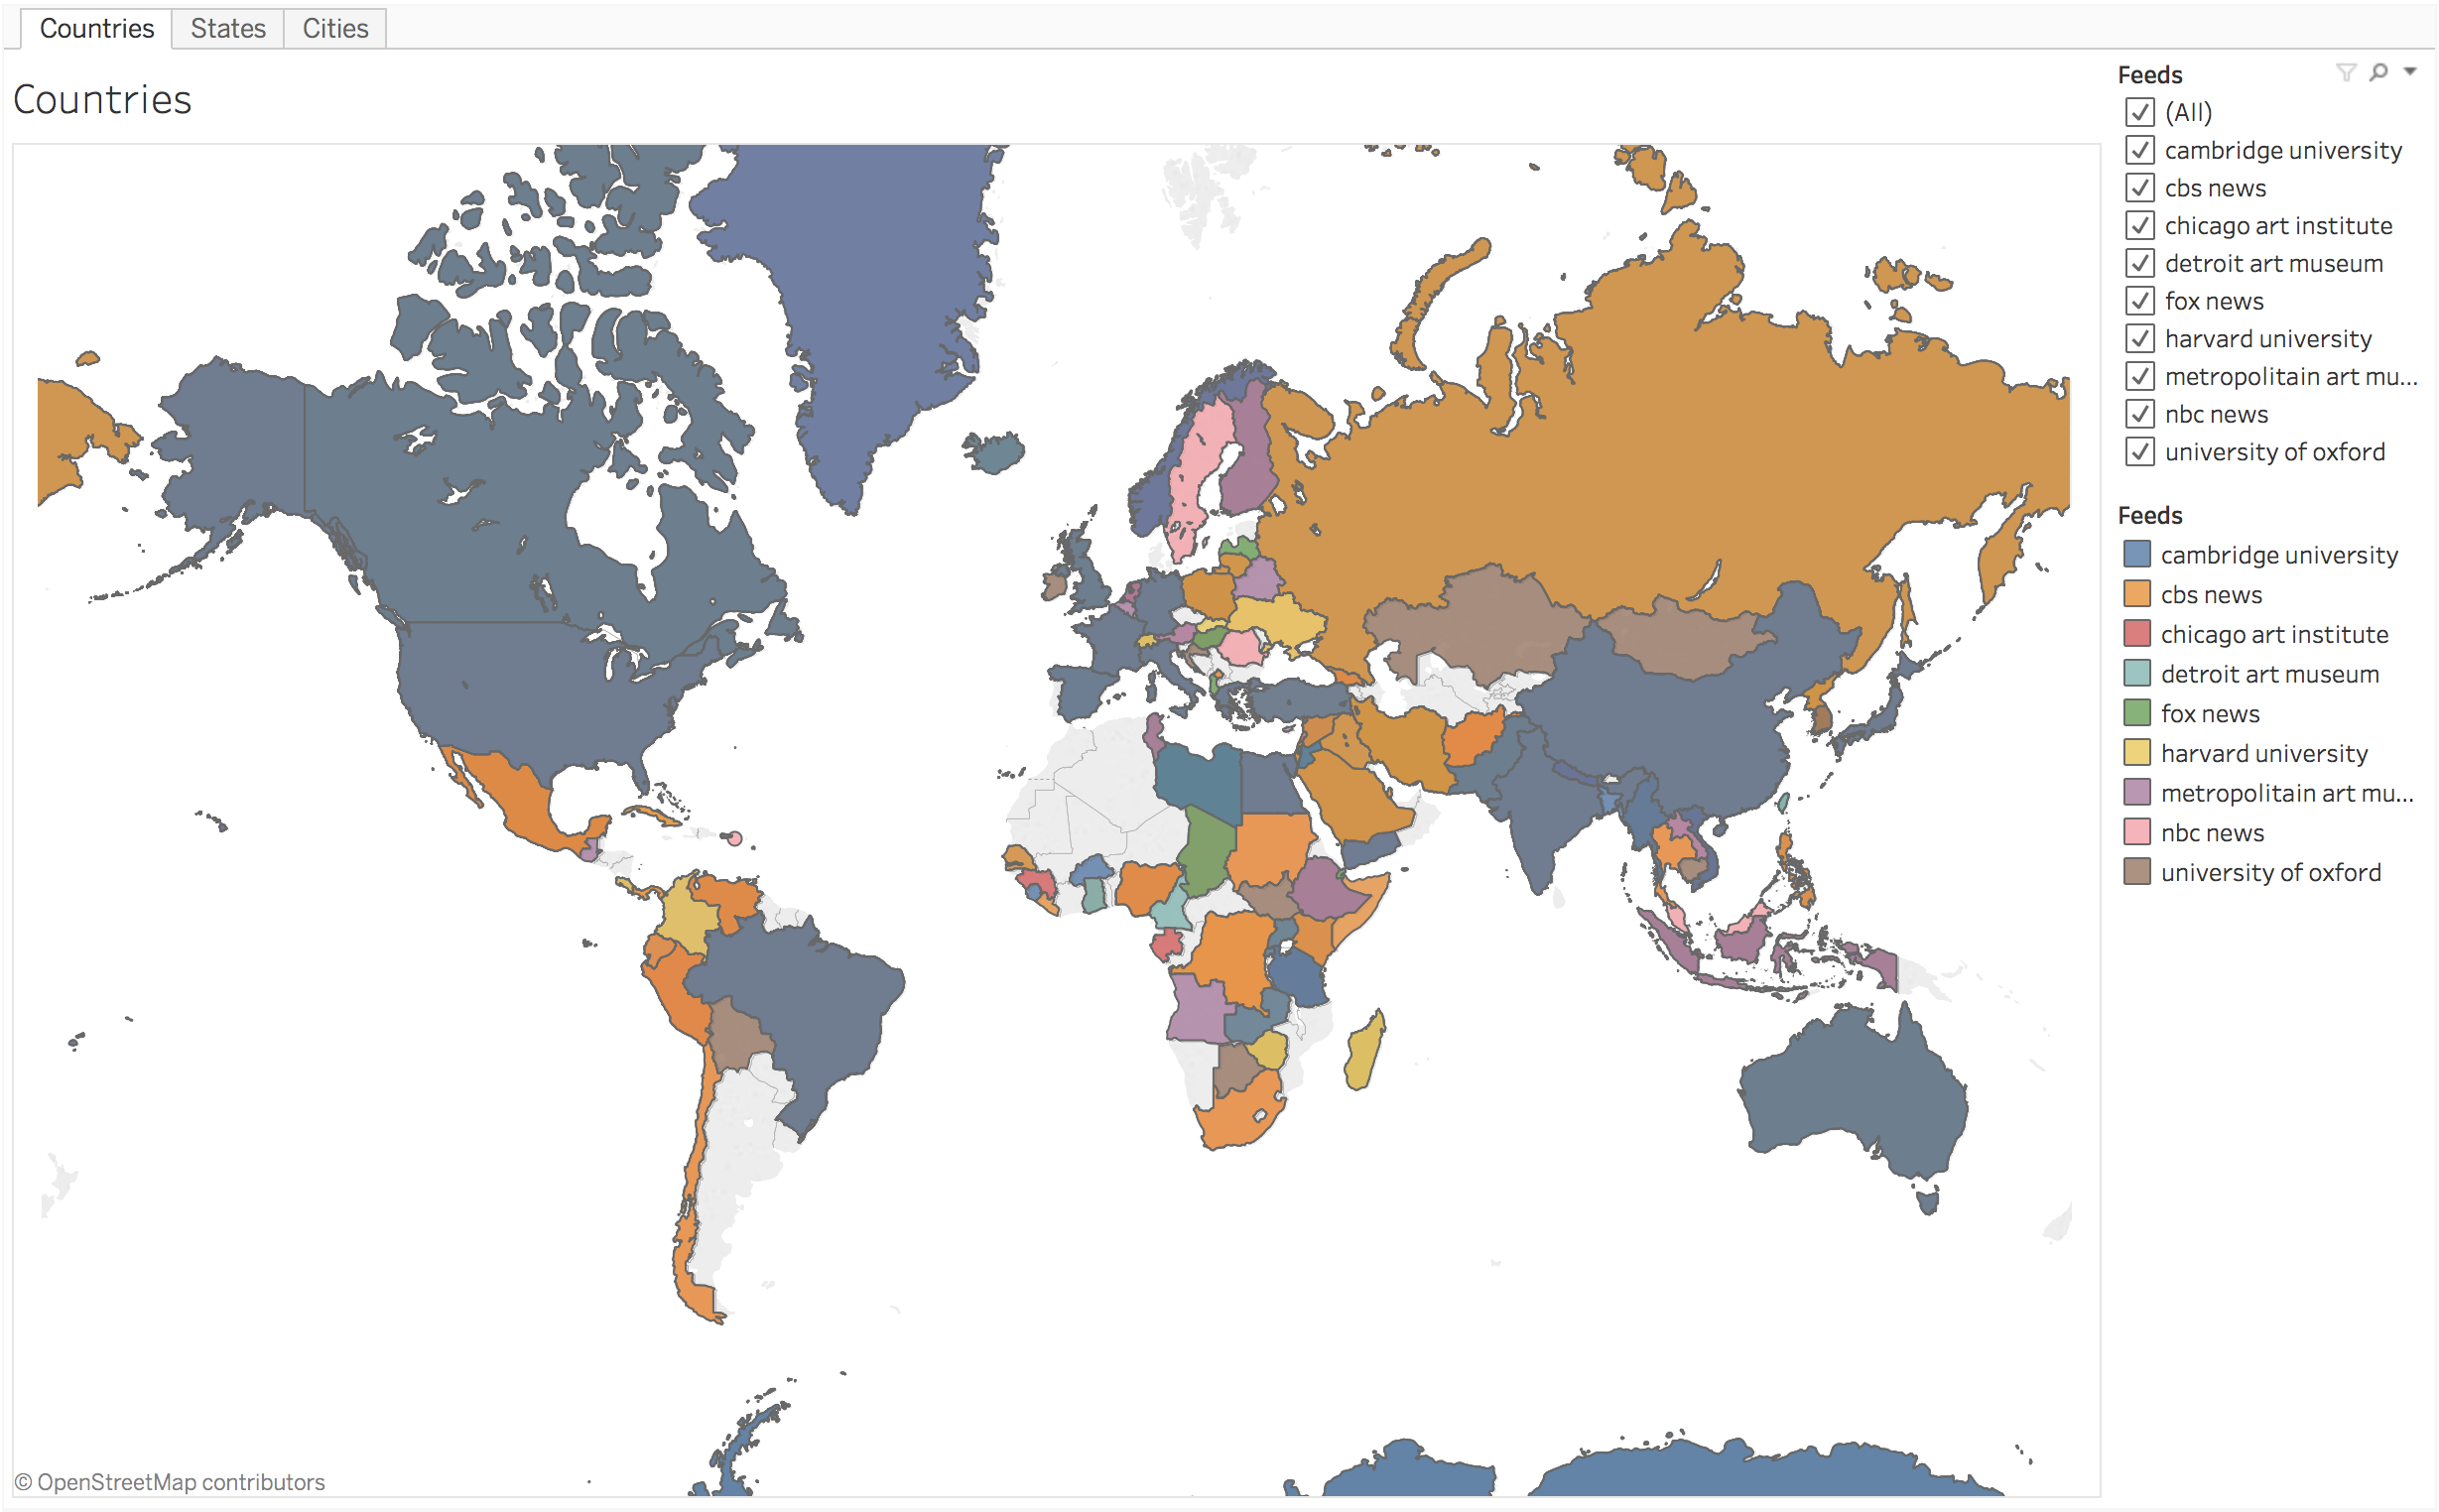 Countries States Cities
Countries
Feeds
(All)
cambridge university
cbs news
chicago art institute
detroit art museum
fox news
harvard university
metropolitain art mu...
nbc news
university of oxford
Feeds
cambridge university
cbs news
chicago art institute
detroit art museum
fox news
harvard university
metropolitain art mu...
nbc news
university of oxford
© OpenStreetMap contributors